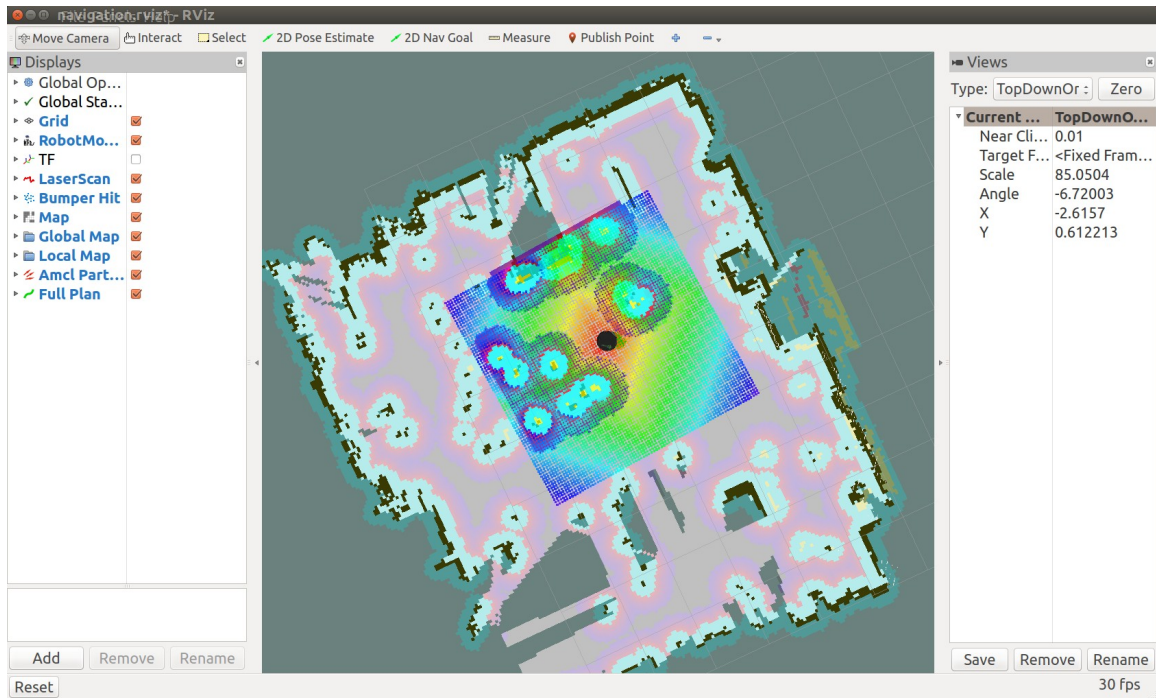 navigation.rviz* - RViz
Move Camera Interact Select 2D Pose Estimate 2D Nav Goal Measure Publish Point
Displays
Global Op...
Global Sta...
Grid
RobotMo...
TF
LaserScan
Bumper Hit
Map
Global Map
Local Map
Amcl Part...
Full Plan
Add Remove Rename
Reset
Views
Type: TopDownOr Zero
Current ... TopDownO...
Near Cli... 0.01
Target F... <Fixed Fram...
Scale 85.0504
Angle -6.72003
X -2.6157
Y 0.612213
Save Remove Rename
30 fps